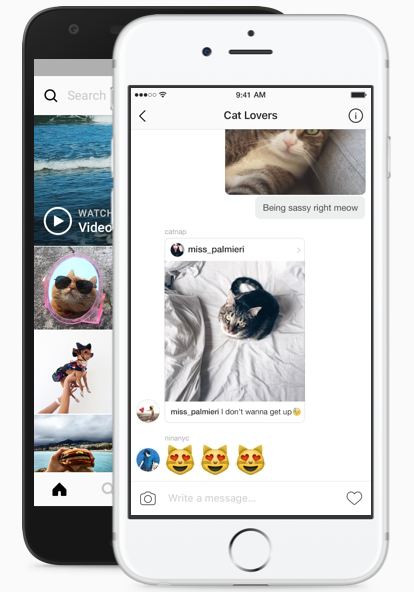 9:41 AM
Search
Cat Lovers
Being sassy right meow
WATCH
Video
catnap
miss_palmieri
miss_palmieri I don't wanna get up
ninanyc
Write a message...